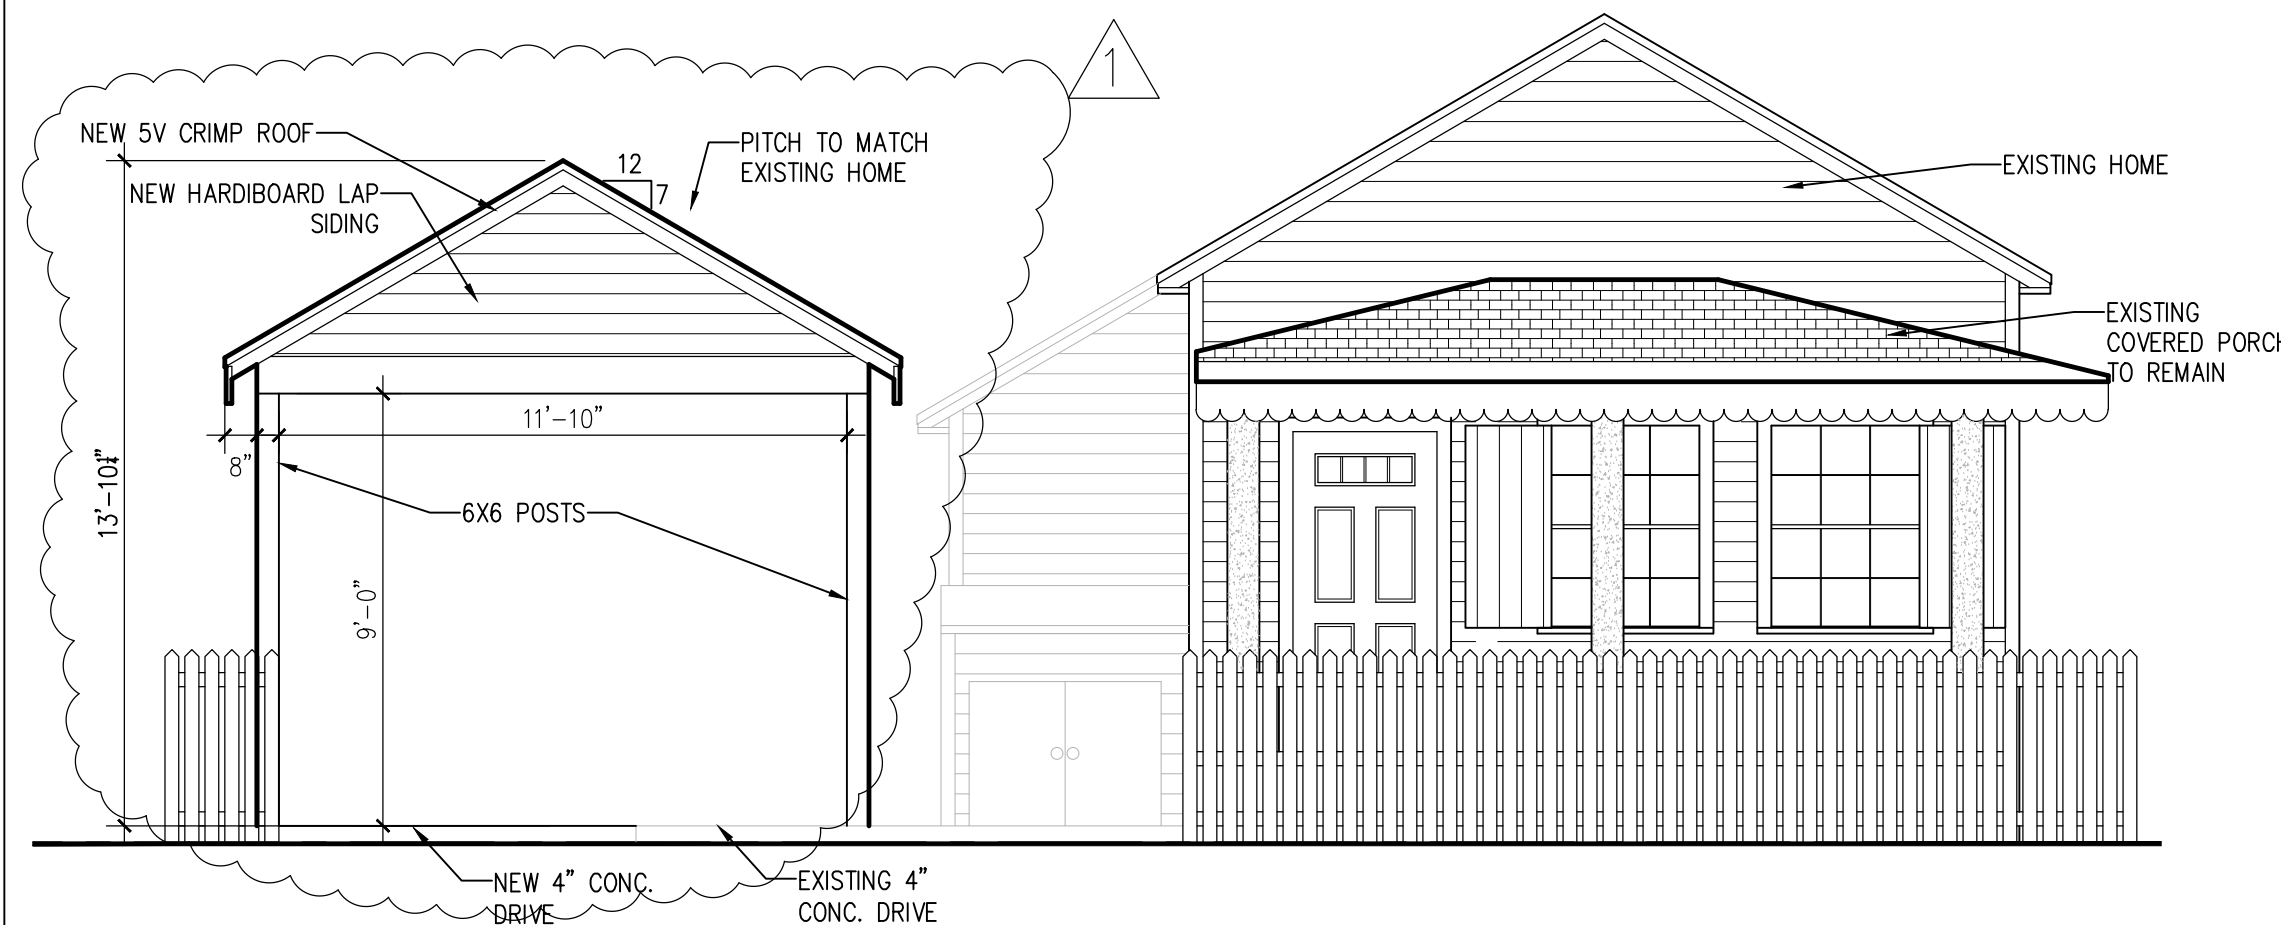 1
NEW 5V CRIMP ROOF
PITCH TO MATCH
EXISTING HOME
12
7
NEW HARDIBOARD LAP
SIDING
EXISTING HOME
EXISTING
COVERED PORCH
TO REMAIN
11'-10"
8"
13'-10¼"
6X6 POSTS
9'-0"
NEW 4" CONC.
DRIVE
EXISTING 4"
CONC. DRIVE